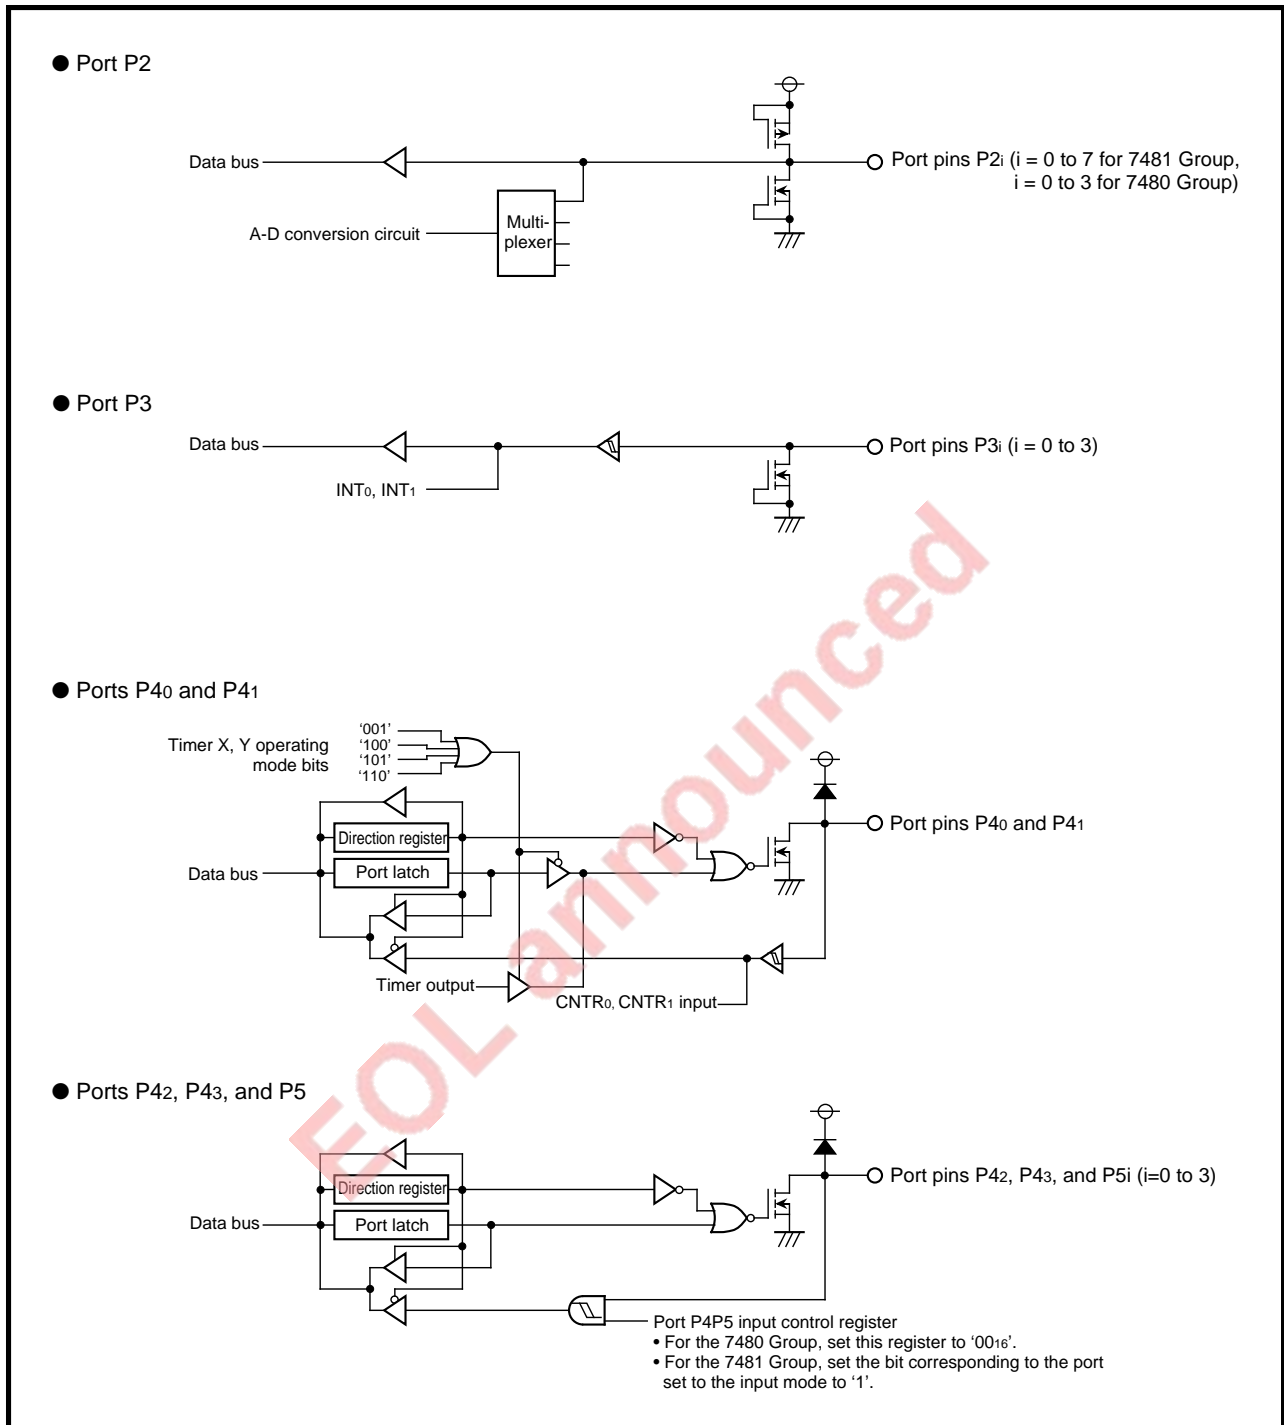 ● Port P2
Data bus
Port pins P2i (i = 0 to 7 for 7481 Group,
i = 0 to 3 for 7480 Group)
Multi-
plexer
A-D conversion circuit
● Port P3
Data bus
Port pins P3i (i = 0 to 3)
INT0, INT1
● Ports P40 and P41
Timer X, Y operating
mode bits
‘001’
‘100’
‘101’
‘110’
Direction register
Port latch
Data bus
Port pins P40 and P41
Timer output
CNTR0, CNTR1 input
● Ports P42, P43, and P5
Direction register
Port latch
Data bus
Port pins P42, P43, and P5i (i=0 to 3)
Port P4P5 input control register
• For the 7480 Group, set this register to ‘0016’.
• For the 7481 Group, set the bit corresponding to the port
set to the input mode to ‘1’.
EOL announced